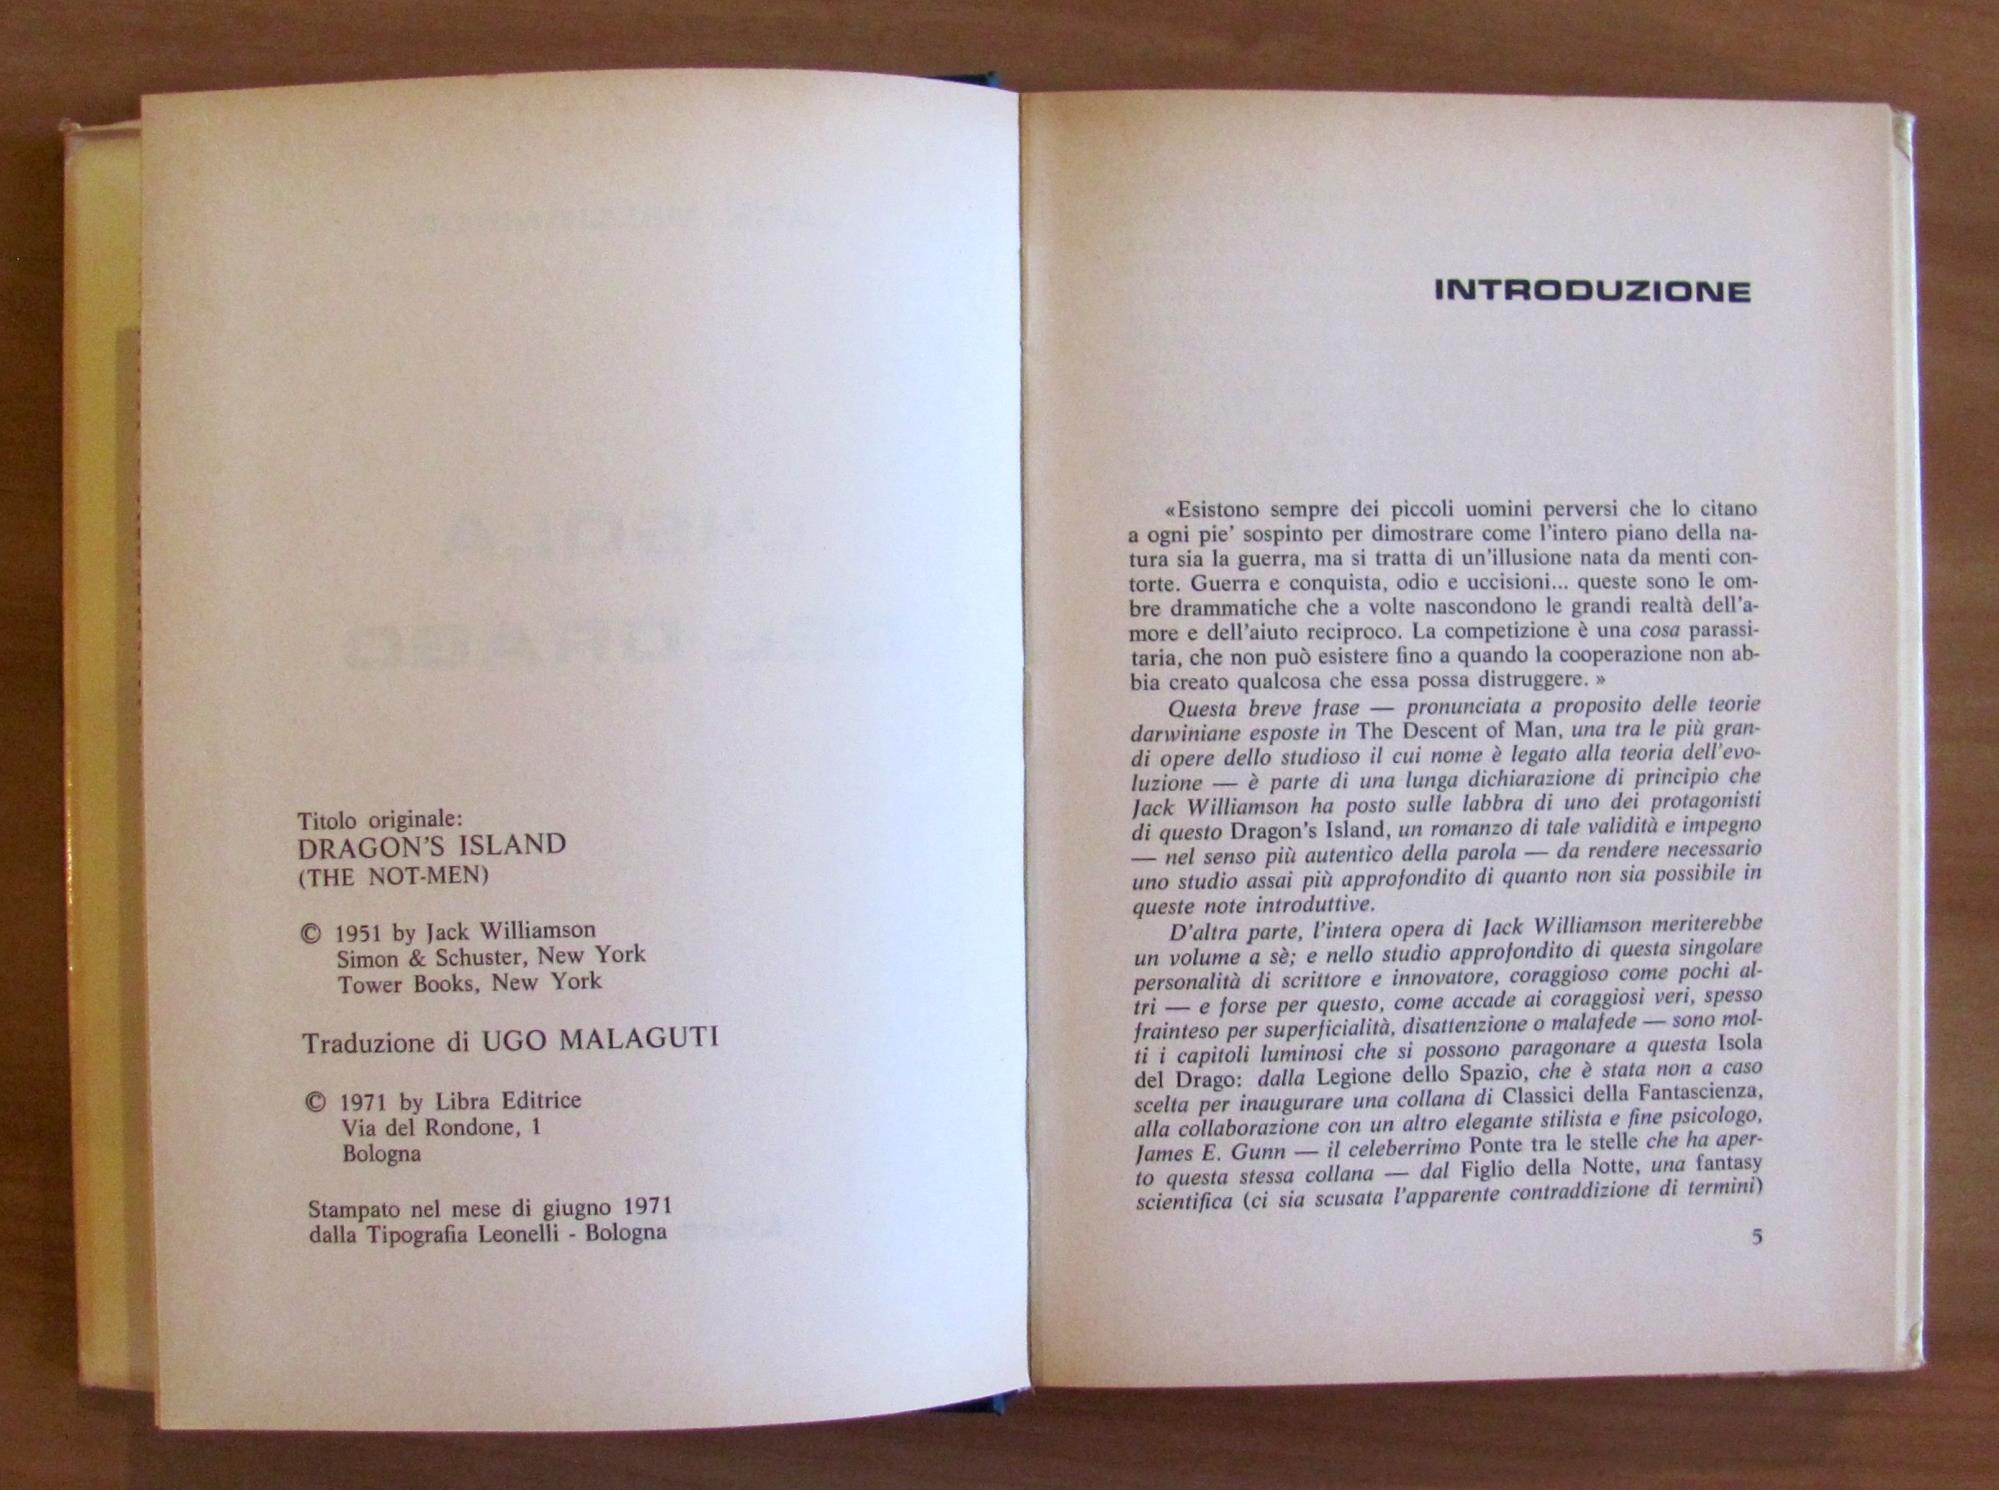 Titolo originale:
DRAGON'S ISLAND
(THE NOT-MEN)
© 1951 by Jack Williamson
Simon & Schuster, New York
Tower Books, New York
Traduzione di UGO MALAGUTI
© 1971 by Libra Editrice
Via del Rondone, 1
Bologna
Stampato nel mese di giugno 1971
dalla Tipografia Leonelli - Bologna
INTRODUZIONE
«Esistono sempre dei piccoli uomini perversi che lo citano
a ogni pie' sospinto per dimostrare come l'intero piano della na-
tura sia la guerra, ma si tratta di un'illusione nata da menti con-
torte. Guerra e conquista, odio e uccisioni... queste sono le om-
bre drammatiche che a volte nascondono le grandi realtà dell'a-
more e dell'aiuto reciproco. La competizione è una cosa parassi-
taria, che non può esistere fino a quando la cooperazione non ab-
bia creato qualcosa che essa possa distruggere. »
Questa breve frase — pronunciata a proposito delle teorie
darwiniane esposte in The Descent of Man, una tra le più gran-
di opere dello studioso il cui nome è legato alla teoria dell'evo-
luzione — è parte di una lunga dichiarazione di principio che
Jack Williamson ha posto sulle labbra di uno dei protagonisti
di questo Dragon's Island, un romanzo di tale validità e impegno
— nel senso più autentico della parola — da rendere necessario
uno studio assai più approfondito di quanto non sia possibile in
queste note introduttive.
D'altra parte, l'intera opera di Jack Williamson meriterebbe
un volume a sè; e nello studio approfondito di questa singolare
personalità di scrittore e innovatore, coraggioso come pochi al-
tri — e forse per questo, come accade ai coraggiosi veri, spesso
frainteso per superficialità, disattenzione o malafede — sono mol-
ti i capitoli luminosi che si possono paragonare a questa Isola
del Drago: dalla Legione dello Spazio, che è stata non a caso
scelta per inaugurare una collana di Classici della Fantascienza,
alla collaborazione con un altro elegante stilista e fine psicologo,
James E. Gunn — il celeberrimo Ponte tra le stelle che ha aper-
to questa stessa collana — dal Figlio della Notte, una fantasy
scientifica (ci sia scusata l'apparente contraddizione di termini)
5